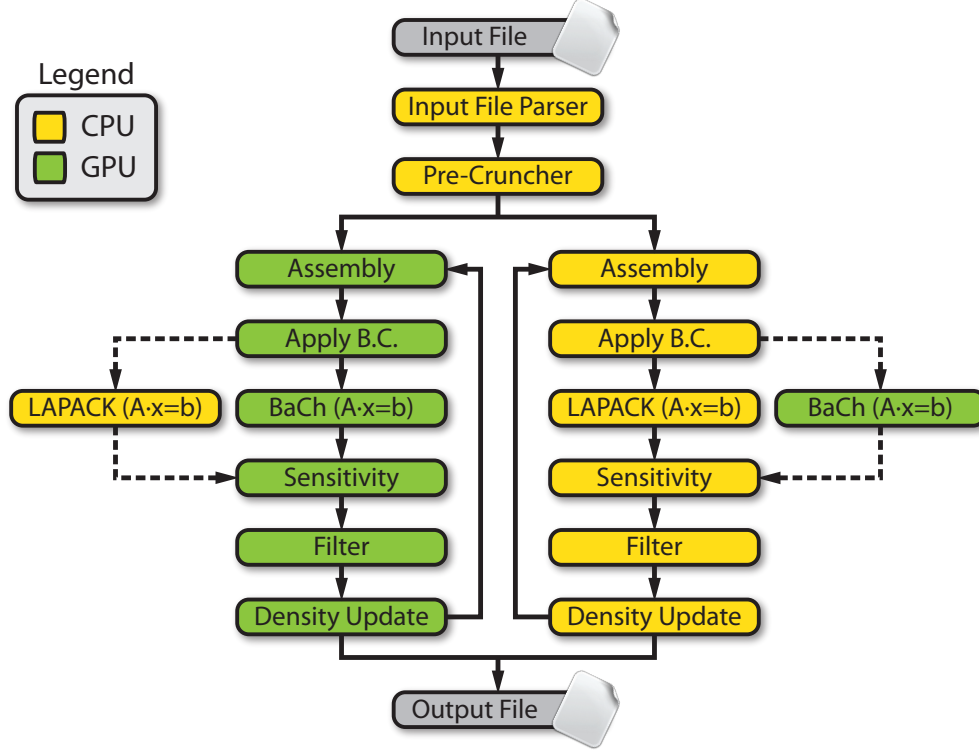 Input File
Legend
CPU
GPU
Input File Parser
Pre-Cruncher
Assembly
Assembly
Apply B.C.
Apply B.C.
LAPACK (A·x=b)
BaCh (A·x=b)
LAPACK (A·x=b)
BaCh (A·x=b)
Sensitivity
Sensitivity
Filter
Filter
Density Update
Density Update
Output File